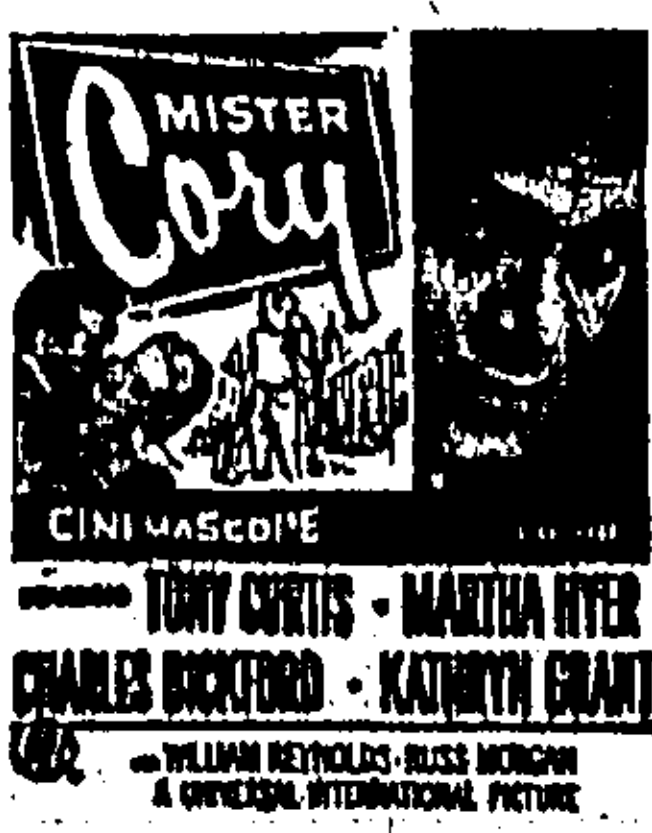 MISTER
Cory
CINEMASCOPE
TONY CURTIS • MARTHA HYER
CHARLES BICKFORD • KATHRYN GRANT
WILLIAM REYNOLDS • RUSS MORGAN
A UNIVERSAL INTERNATIONAL PICTURE